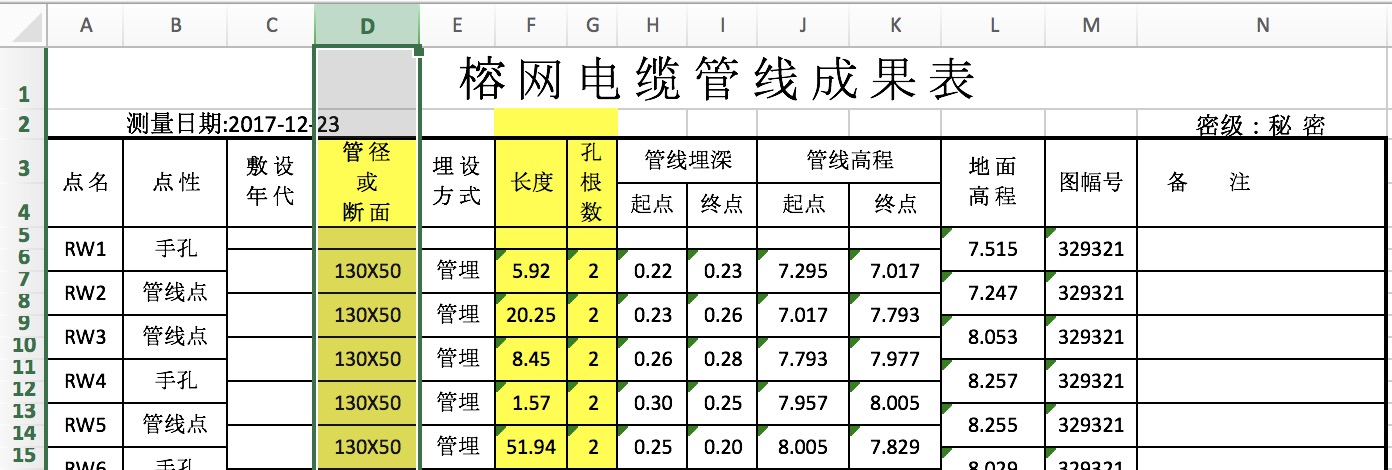 A B C D E F G H I J K L M N
1 榕网电缆管线成果表
2 测量日期:2017-12-23 密级：秘 密
3 点名 点性 敷设年代 管径或断面 埋设方式 长度 孔根数 管线埋深 管线高程 地面高程 图幅号 备 注
4 起点 终点 起点 终点
5
6 RW1 手孔 7.515 329321
7 130X50 管埋 5.92 2 0.22 0.23 7.295 7.017
8 RW2 管线点 7.247 329321
9 130X50 管埋 20.25 2 0.23 0.26 7.017 7.793
10 RW3 管线点 8.053 329321
11 130X50 管埋 8.45 2 0.26 0.28 7.793 7.977
12 RW4 手孔 8.257 329321
13 130X50 管埋 1.57 2 0.30 0.25 7.957 8.005
14 RW5 管线点 8.255 329321
15 130X50 管埋 51.94 2 0.25 0.20 8.005 7.829
RW6 手孔 8.029 329321